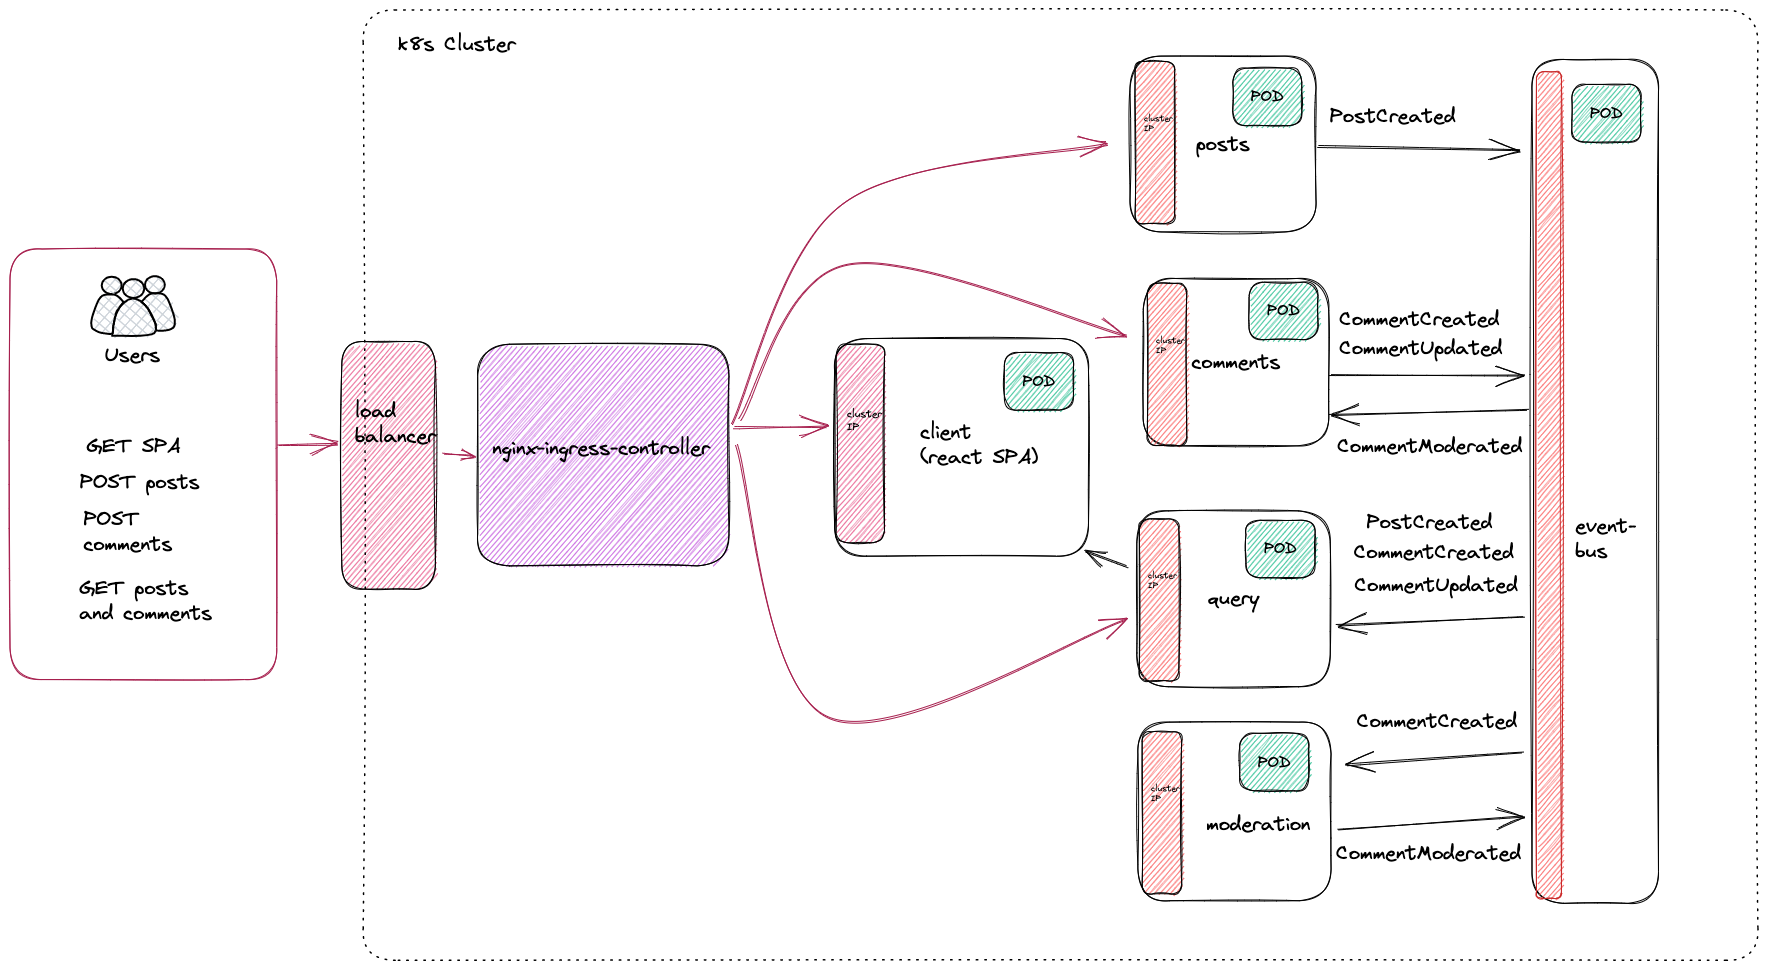 k8s Cluster
Users
GET SPA
POST posts
POST
comments
GET posts
and comments
load
balancer
nginx-ingress-controller
cluster
IP
POD
client
(react SPA)
cluster
IP
POD
posts
PostCreated
cluster
IP
POD
comments
CommentCreated
CommentUpdated
CommentModerated
cluster
IP
POD
query
PostCreated
CommentCreated
CommentUpdated
cluster
IP
POD
moderation
CommentCreated
CommentModerated
POD
event-
bus